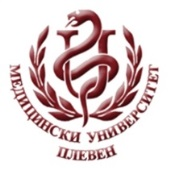 МЕДИЦИНСКИ УНИВЕРСИТЕТ
ПЛЕВЕН